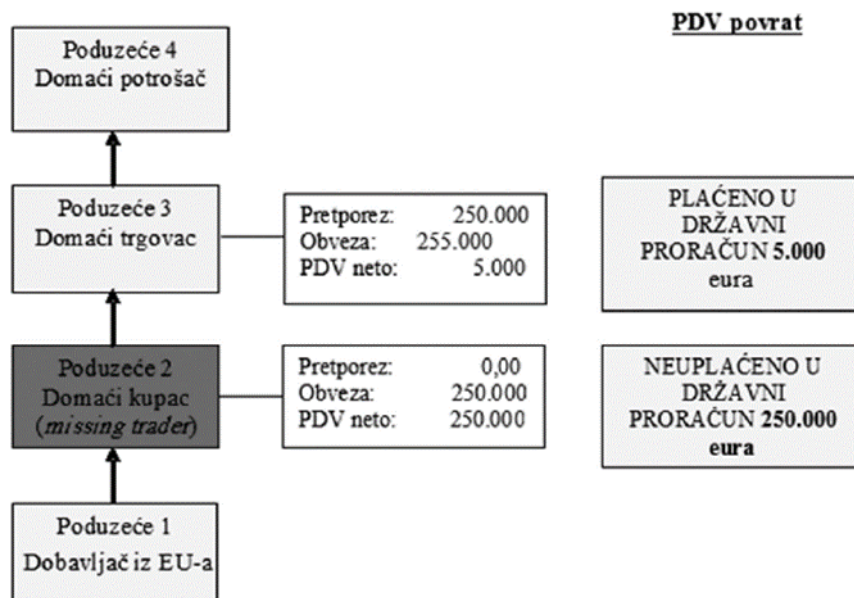 PDV povrat
Poduzeće 4
Domaći potrošač
Poduzeće 3
Domaći trgovac
Pretporez: 250.000
Obveza: 255.000
PDV neto: 5.000
PLAĆENO U
DRŽAVNI
PRORAČUN 5.000
eura
Poduzeće 2
Domaći kupac
(missing trader)
Pretporez: 0,00
Obveza: 250.000
PDV neto: 250.000
NEUPLAĆENO U
DRŽAVNI
PRORAČUN 250.000
eura
Poduzeće 1
Dobavljač iz EU-a